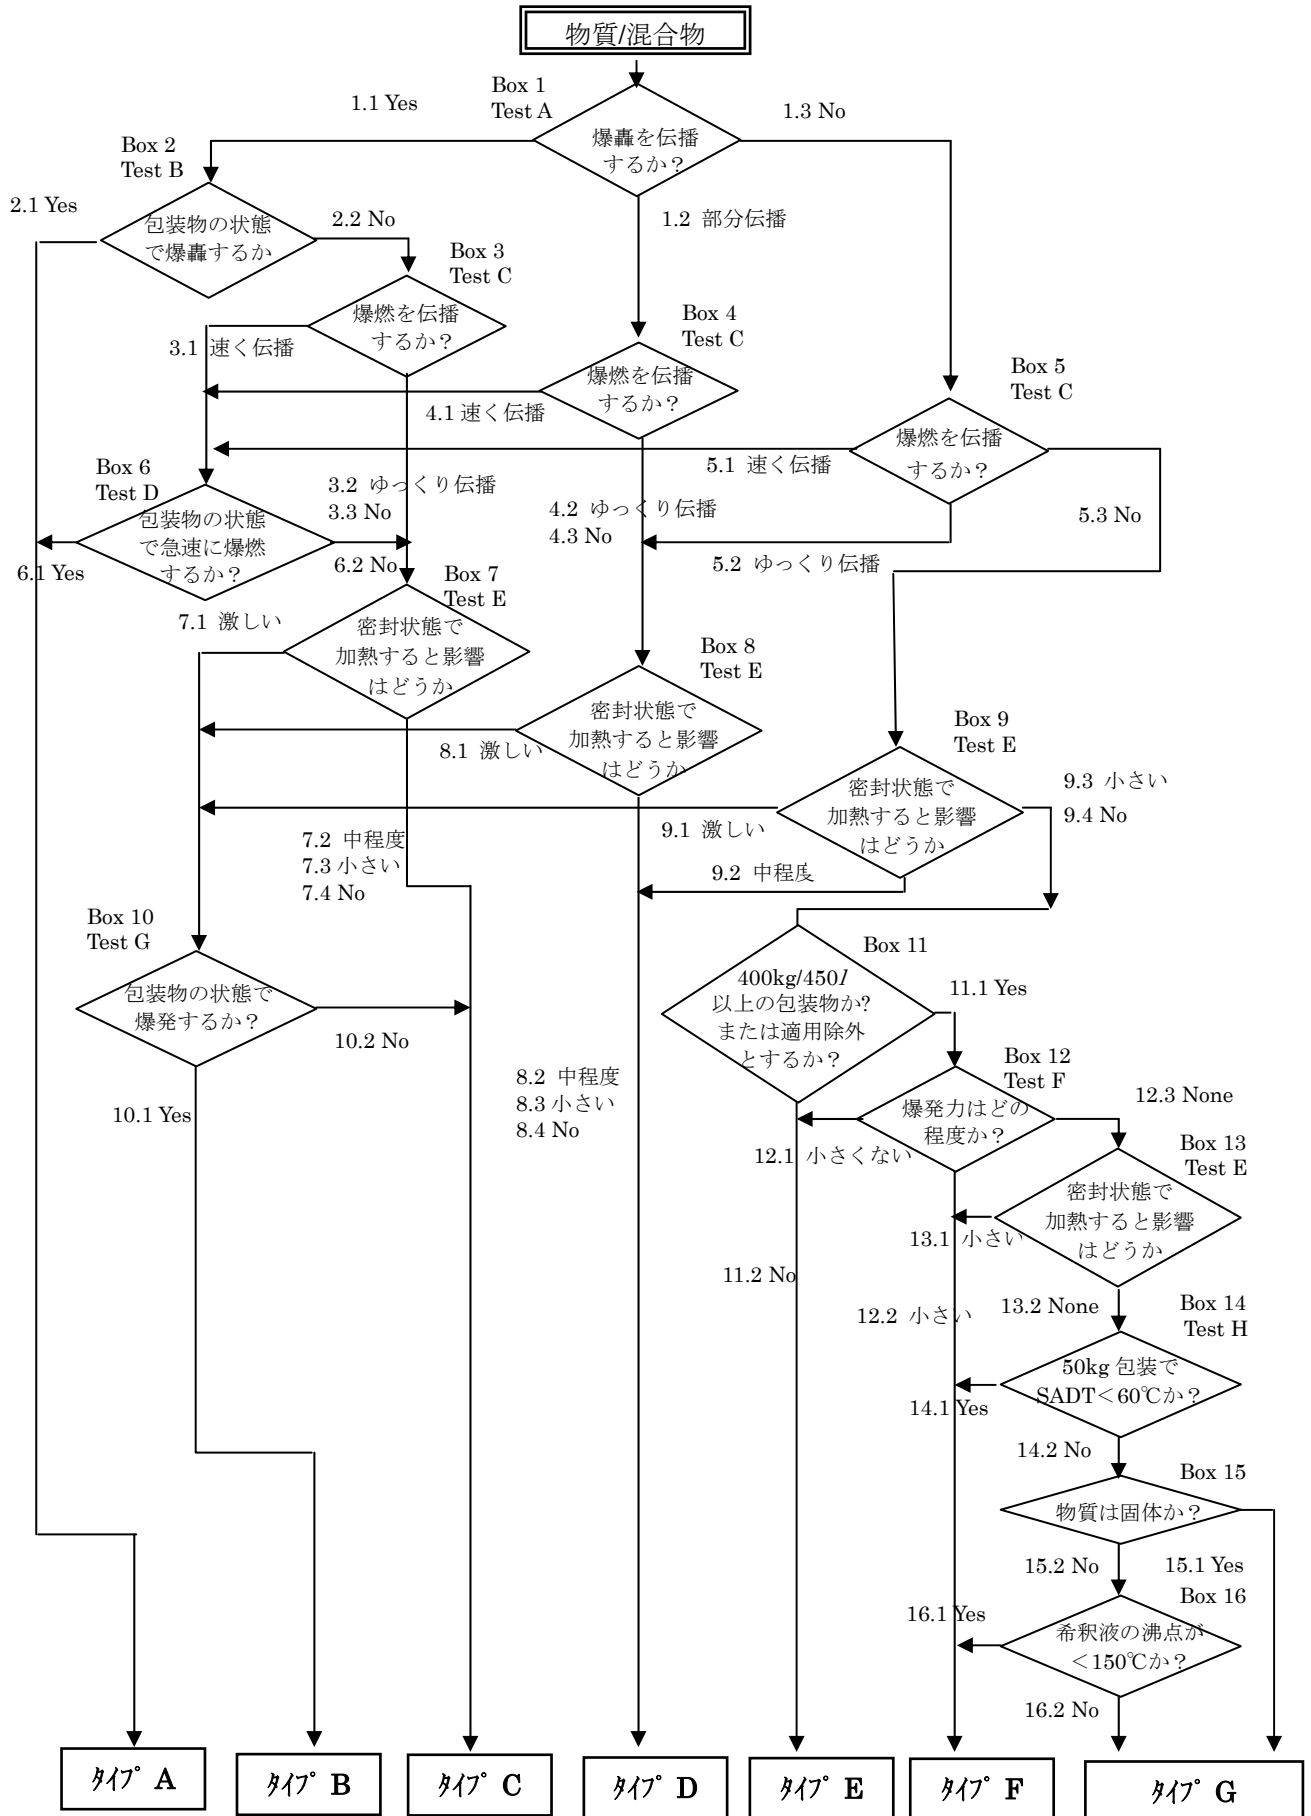 物質/混合物
Box 1
Test A
1.1 Yes
1.3 No
爆轟を伝播
するか？
Box 2
Test B
2.1 Yes
包装物の状態
で爆轟するか
2.2 No
1.2 部分伝播
Box 3
Test C
爆燃を伝播
するか？
3.1 速く伝播
Box 4
Test C
爆燃を伝播
するか？
4.1 速く伝播
Box 5
Test C
爆燃を伝播
するか？
5.1 速く伝播
Box 6
Test D
包装物の状態
で急速に爆燃
するか？
3.2 ゆっくり伝播
3.3 No
4.2 ゆっくり伝播
4.3 No
5.3 No
5.2 ゆっくり伝播
6.1 Yes
6.2 No
Box 7
Test E
7.1 激しい
密封状態で
加熱すると影響
はどうか
Box 8
Test E
密封状態で
加熱すると影響
はどうか
8.1 激しい
Box 9
Test E
密封状態で
加熱すると影響
はどうか
9.3 小さい
9.4 No
9.1 激しい
9.2 中程度
7.2 中程度
7.3 小さい
7.4 No
Box 10
Test G
包装物の状態で
爆発するか？
10.2 No
10.1 Yes
Box 11
400kg/450l
以上の包装物か?
または適用除外
とするか？
11.1 Yes
8.2 中程度
8.3 小さい
8.4 No
Box 12
Test F
爆発力はどの
程度か？
12.3 None
12.1 小さくない
Box 13
Test E
密封状態で
加熱すると影響
はどうか
13.1 小さい
11.2 No
12.2 小さい
13.2 None
Box 14
Test H
50kg 包装で
SADT＜60℃か？
14.1 Yes
14.2 No
Box 15
物質は固体か？
15.2 No
15.1 Yes
Box 16
16.1 Yes
希釈液の沸点が
＜150℃か？
16.2 No
ﾀｲﾌﾟ A
ﾀｲﾌﾟ B
ﾀｲﾌﾟ C
ﾀｲﾌﾟ D
ﾀｲﾌﾟ E
ﾀｲﾌﾟ F
ﾀｲﾌﾟ G